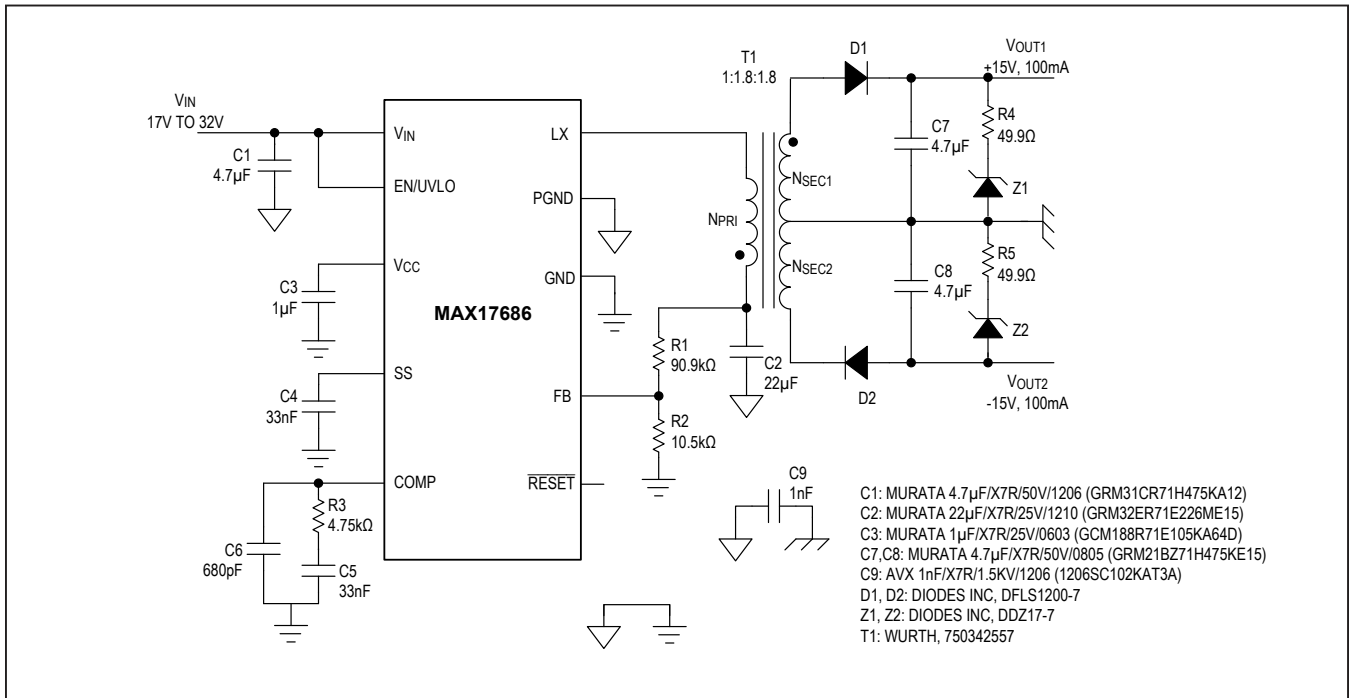 VIN
17V TO 32V
C1
4.7µF
VIN
EN/UVLO
VCC
C3
1µF
SS
C4
33nF
COMP
R3
4.75kΩ
C6
680pF
C5
33nF
MAX17686
LX
PGND
GND
FB
RESET
T1
1:1.8:1.8
NPRI
NSEC1
NSEC2
R1
90.9kΩ
R2
10.5kΩ
C2
22µF
D1
D2
C7
4.7µF
C8
4.7µF
VOUT1
+15V, 100mA
R4
49.9Ω
Z1
R5
49.9Ω
Z2
VOUT2
-15V, 100mA
C9
1nF
C1: MURATA 4.7µF/X7R/50V/1206 (GRM31CR71H475KA12)
C2: MURATA 22µF/X7R/25V/1210 (GRM32ER71E226ME15)
C3: MURATA 1µF/X7R/25V/0603 (GCM188R71E105KA64D)
C7,C8: MURATA 4.7µF/X7R/50V/0805 (GRM21BZ71H475KE15)
C9: AVX 1nF/X7R/1.5KV/1206 (1206SC102KAT3A)
D1, D2: DIODES INC, DFLS1200-7
Z1, Z2: DIODES INC, DDZ17-7
T1: WURTH, 750342557